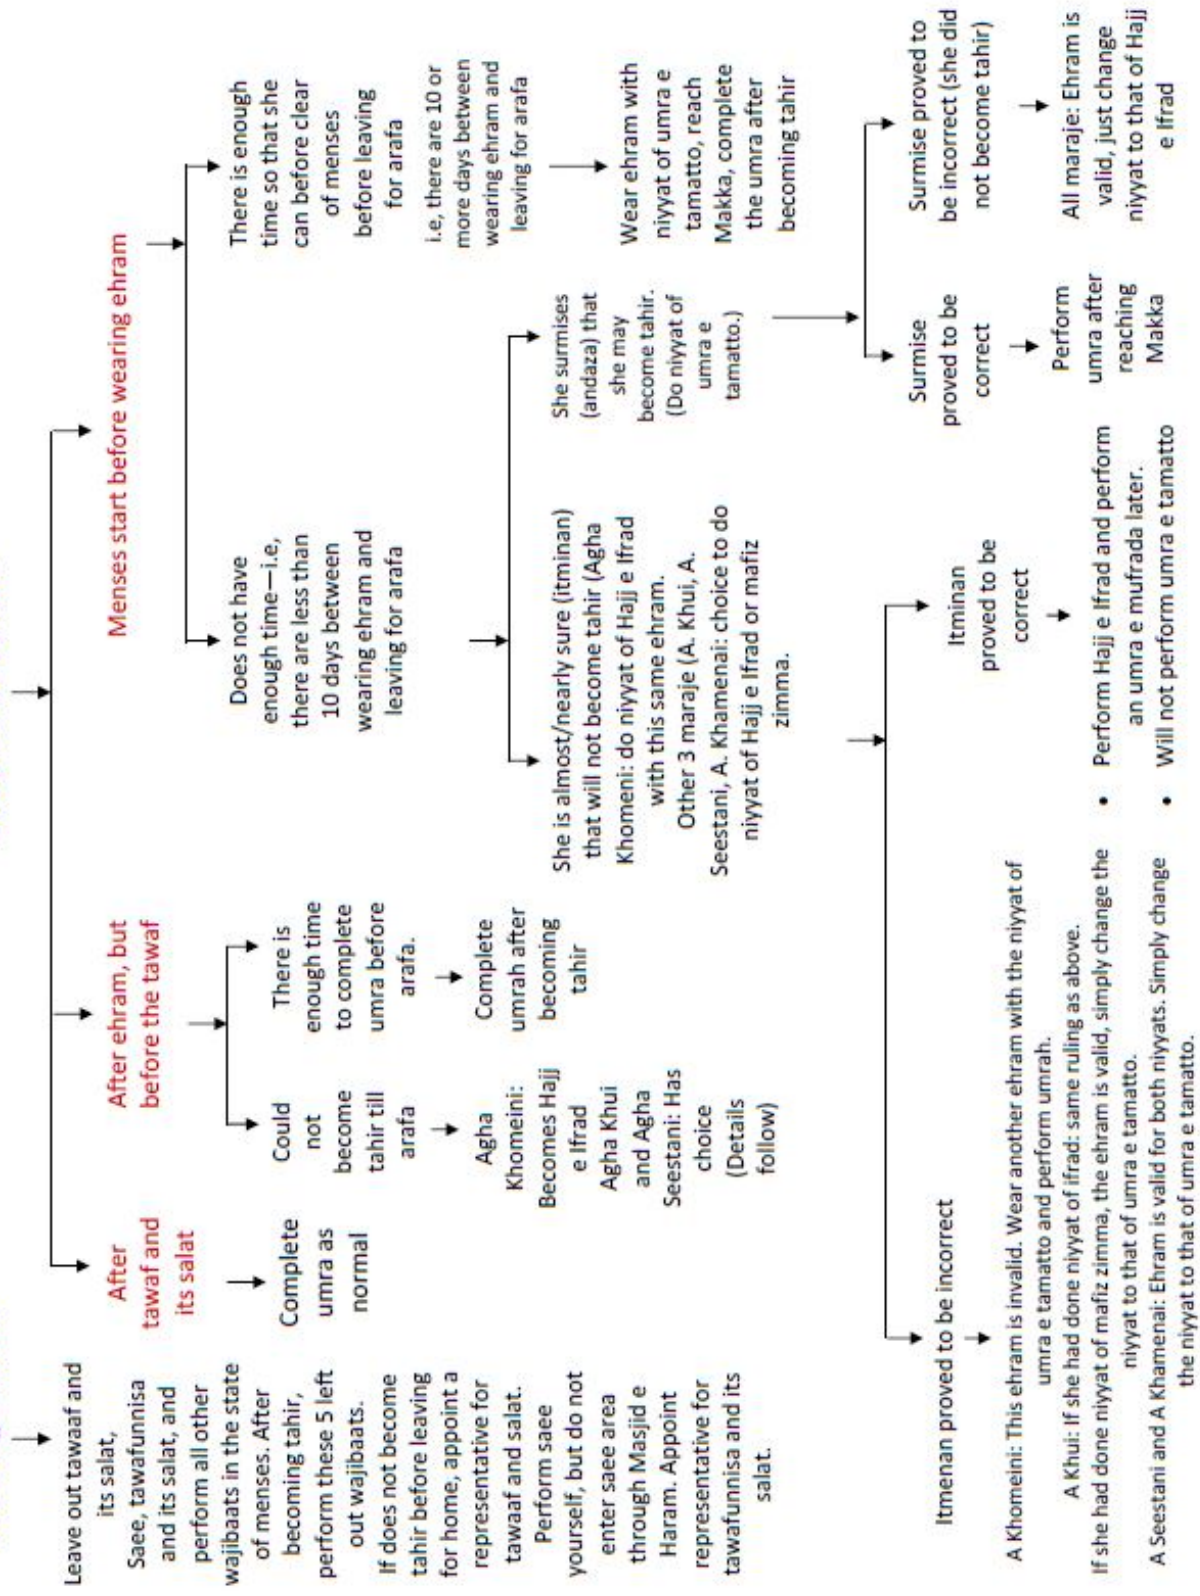 Leave out tawaaf and
its salat,
Saee, tawafunnisa
and its salat, and
perform all other
wajibaats in the state
of menses. After
becoming tahir,
perform these 5 left
out wajibaats.
If does not become
tahir before leaving
for home, appoint a
representative for
tawaaf and salat.
Perform saee
yourself, but do not
enter saee area
through Masjid e
Haram. Appoint
representative for
tawafunnisa and its
salat.
After
tawaf and
its salat
Complete
umra as
normal
After ehram, but
before the tawaf
Could
not
become
tahir till
arafa
Agha
Khomeini:
Becomes Hajj
e Ifrad
Agha Khui
and Agha
Seestani: Has
choice
(Details
follow)
There is
enough time
to complete
umra before
arafa.
Complete
umrah after
becoming
tahir
Menses start before wearing ehram
Does not have
enough time—i.e,
there are less than
10 days between
wearing ehram and
leaving for arafa
There is enough
time so that she
can before clear
of menses
before leaving
for arafa
i.e, there are 10 or
more days between
wearing ehram and
leaving for arafa
Wear ehram with
niyyat of umra e
tamatto, reach
Makka, complete
the umra after
becoming tahir
She is almost/nearly sure (itminan)
that will not become tahir (Agha
Khomeni: do niyyat of Hajj e Ifrad
with this same ehram.
Other 3 maraje (A. Khui, A.
Seestani, A. Khamenai: choice to do
niyyat of Hajj e Ifrad or mafiz
zimma.
She surmises
(andaza) that
she may
become tahir.
(Do niyyat of
umra e
tamatto.)
Surmise
proved to be
correct
Perform
umra after
reaching
Makka
Surmise proved to
be incorrect (she did
not become tahir)
All maraje: Ehram is
valid, just change
niyyat to that of Hajj
e Ifrad
Itmenan proved to be incorrect
A Khomeini: This ehram is invalid. Wear another ehram with the niyyat of
umra e tamatto and perform umrah.
A Khui: If she had done niyyat of ifrad: same ruling as above.
If she had done niyyat of mafiz zimma, the ehram is valid, simply change the
niyyat to that of umra e tamatto.
A Seestani and A Khamenai: Ehram is valid for both niyyats. Simply change
the niyyat to that of umra e tamatto.
Itminan
proved to be
correct
• Perform Hajj e Ifrad and perform
an umra e mufrada later.
• Will not perform umra e tamatto